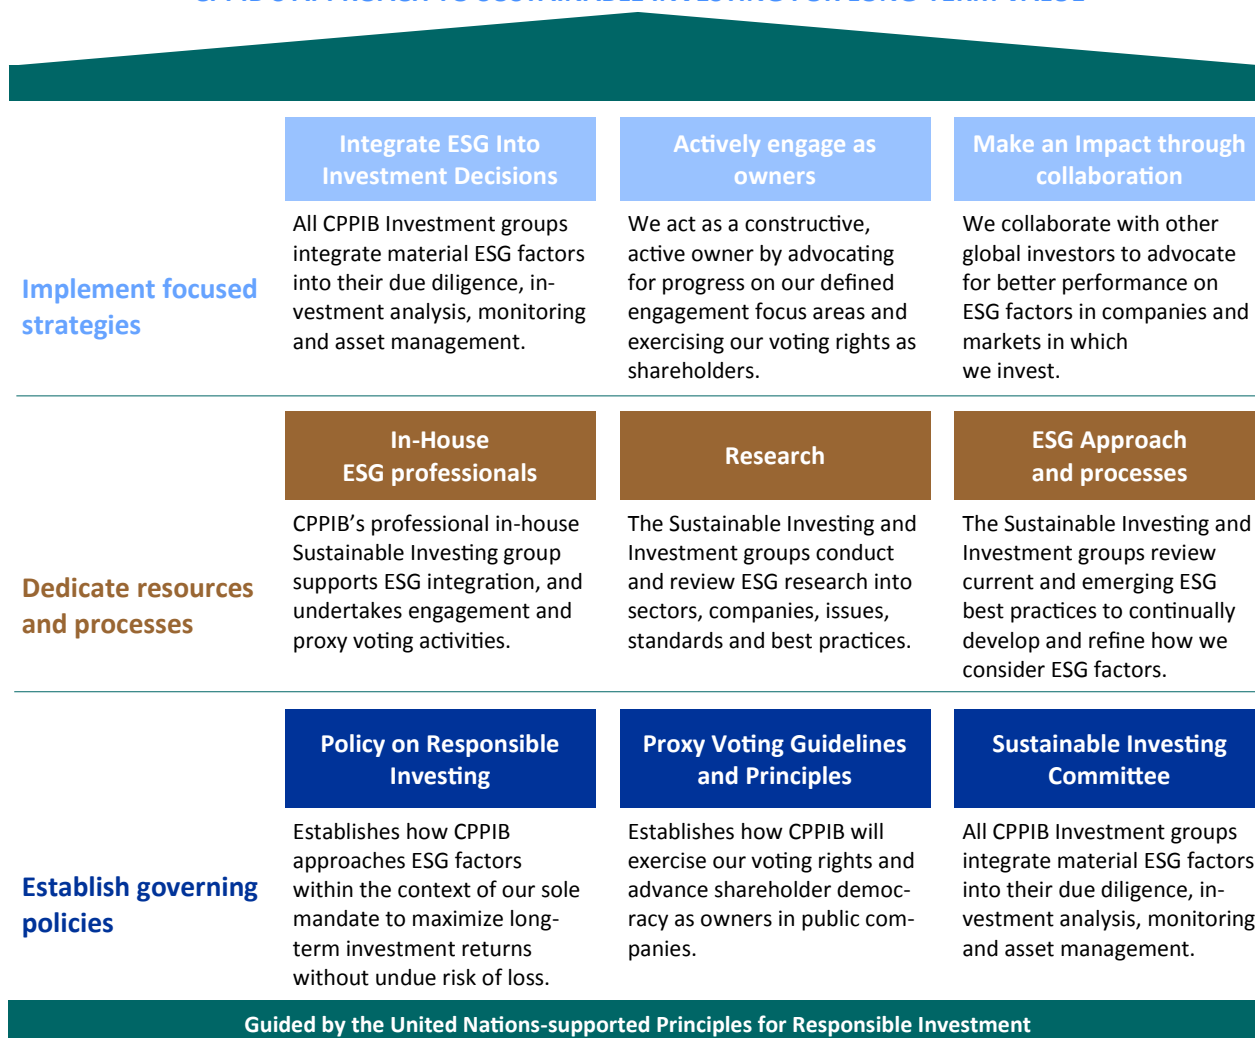 CPPIB'S APPROACH TO SUSTAINABLE INVESTING FOR LONG-TERM VALUE
Implement focused
strategies
Integrate ESG Into
Investment Decisions
All CPPIB Investment groups
integrate material ESG factors
into their due diligence, in-
vestment analysis, monitoring
and asset management.
Actively engage as
owners
We act as a constructive,
active owner by advocating
for progress on our defined
engagement focus areas and
exercising our voting rights as
shareholders.
Make an Impact through
collaboration
We collaborate with other
global investors to advocate
for better performance on
ESG factors in companies and
markets in which
we invest.
Dedicate resources
and processes
In-House
ESG professionals
CPPIB’s professional in-house
Sustainable Investing group
supports ESG integration, and
undertakes engagement and
proxy voting activities.
Research
The Sustainable Investing and
Investment groups conduct
and review ESG research into
sectors, companies, issues,
standards and best practices.
ESG Approach
and processes
The Sustainable Investing and
Investment groups review
current and emerging ESG
best practices to continually
develop and refine how we
consider ESG factors.
Establish governing
policies
Policy on Responsible
Investing
Establishes how CPPIB
approaches ESG factors
within the context of our sole
mandate to maximize long-
term investment returns
without undue risk of loss.
Proxy Voting Guidelines
and Principles
Establishes how CPPIB will
exercise our voting rights and
advance shareholder democ-
racy as owners in public com-
panies.
Sustainable Investing
Committee
All CPPIB Investment groups
integrate material ESG factors
into their due diligence, in-
vestment analysis, monitoring
and asset management.
Guided by the United Nations-supported Principles for Responsible Investment